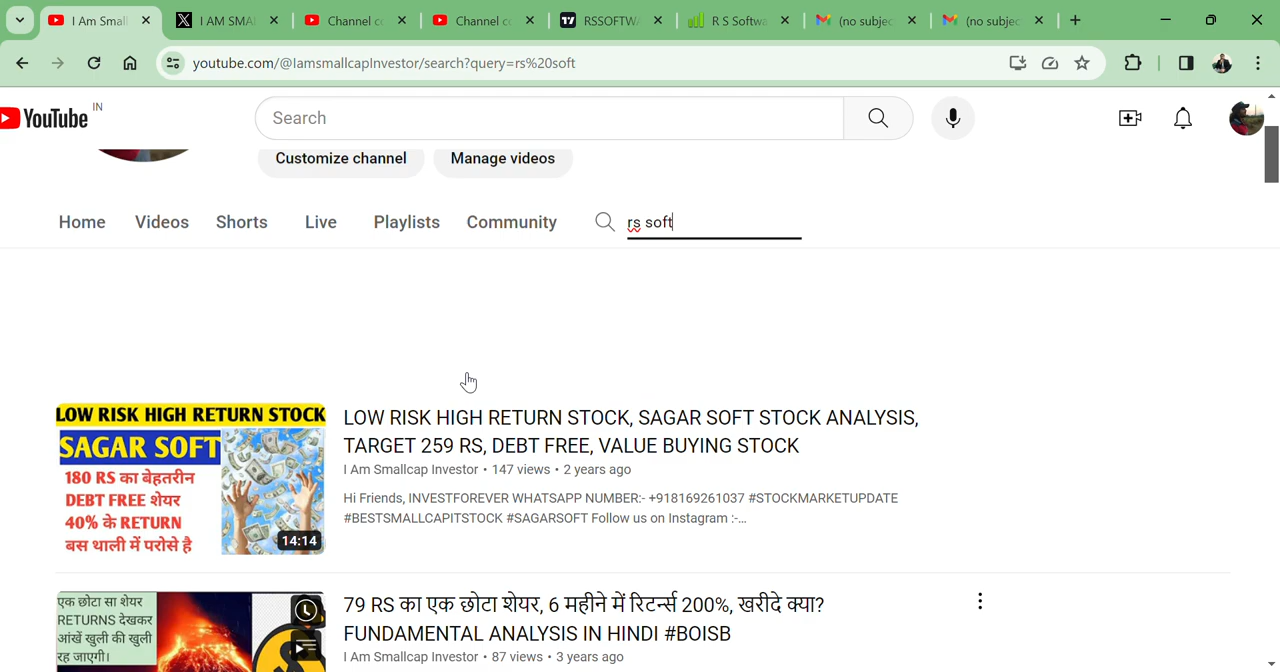 I Am Small
I AM SMA
Channel co
Channel co
RSSOFTWA
R S Softwa
(no subjec
(no subjec
youtube.com/@IamsmallcapInvestor/search?query=rs%20soft
YouTube IN
Search
Customize channel
Manage videos
Home
Videos
Shorts
Live
Playlists
Community
rs soft
LOW RISK HIGH RETURN STOCK
SAGAR SOFT
180 RS का बेहतरीन
DEBT FREE शेयर
40% के RETURN
बस थाली में परोसे है
14:14
LOW RISK HIGH RETURN STOCK, SAGAR SOFT STOCK ANALYSIS,
TARGET 259 RS, DEBT FREE, VALUE BUYING STOCK
I Am Smallcap Investor • 147 views • 2 years ago
Hi Friends, INVESTFOREVER WHATSAPP NUMBER:- +918169261037 #STOCKMARKETUPDATE
#BESTSMALLCAPITSTOCK #SAGARSOFT Follow us on Instagram :-...
एक छोटा सा शेयर
RETURNS देखकर
आंखें खुली की खुली
रह जाएगी।
79 RS का एक छोटा शेयर, 6 महीने में रिटर्न्स 200%, खरीदे क्या?
FUNDAMENTAL ANALYSIS IN HINDI #BOISB
I Am Smallcap Investor • 87 views • 3 years ago